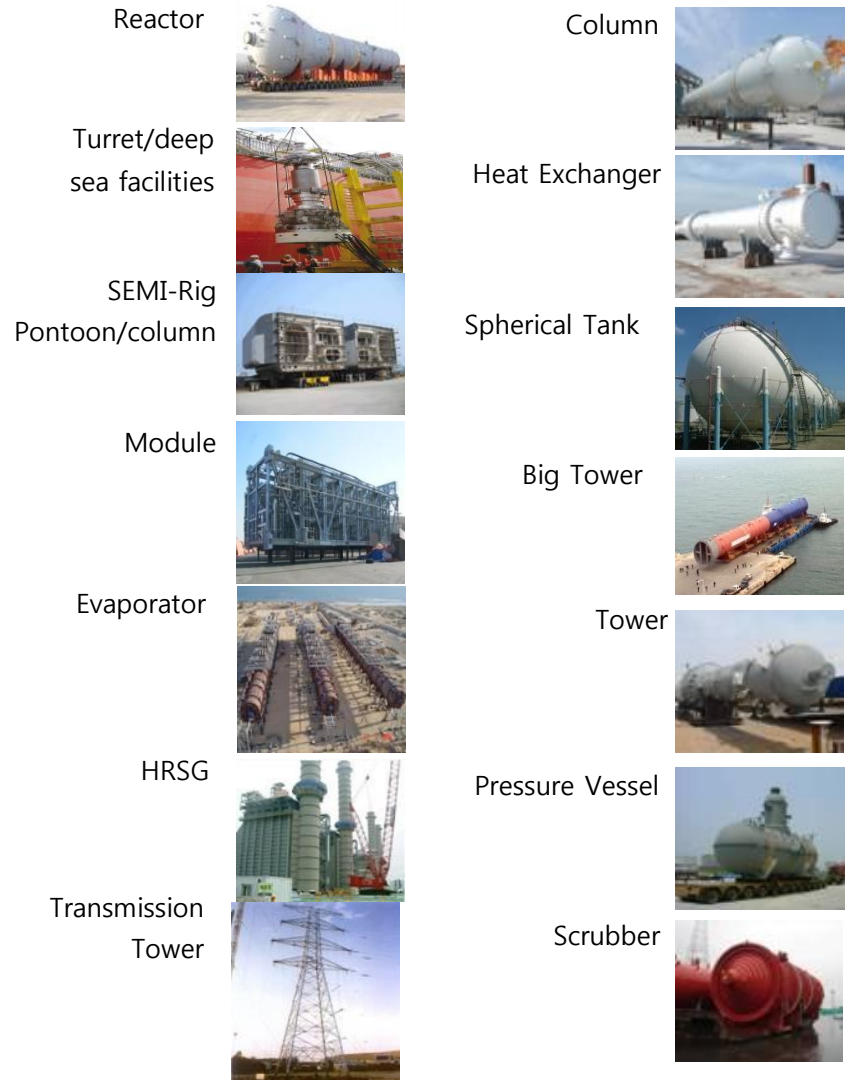 Reactor
Turret/deep
sea facilities
SEMI-Rig
Pontoon/column
Module
Evaporator
HRSG
Transmission
Tower
Column
Heat Exchanger
Spherical Tank
Big Tower
Tower
Pressure Vessel
Scrubber